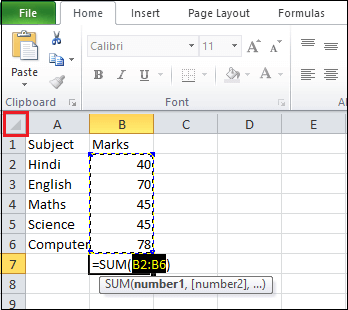 File Home Insert Page Layout Formulas
Calibri 11 A A
Paste B I U A
Clipboard Font
A B C D E
1 Subject Marks
2 Hindi 40
3 English 70
4 Maths 45
5 Science 45
6 Computer 78
7 =SUM(B2:B6)
8 SUM(number1, [number2], ...)
9